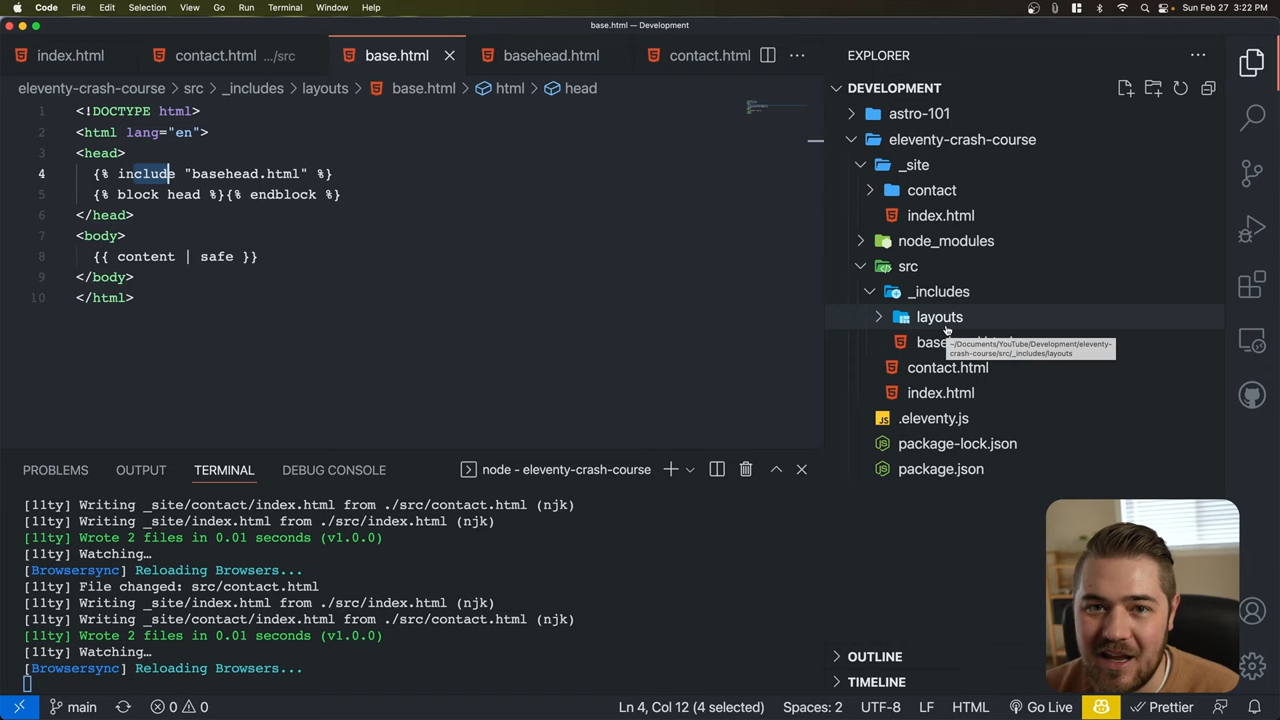 Code File Edit Selection View Go Run Terminal Window Help Sun Feb 27 3:22 PM
base.html — Development
index.html contact.html .../src base.html basehead.html contact.html
eleventy-crash-course > src > _includes > layouts > base.html > html > head
1 <!DOCTYPE html>
2 <html lang="en">
3 <head>
4 {% include "basehead.html" %}
5 {% block head %}{% endblock %}
6 </head>
7 <body>
8 {{ content | safe }}
9 </body>
10 </html>
PROBLEMS OUTPUT TERMINAL DEBUG CONSOLE node - eleventy-crash-course
[11ty] Writing _site/contact/index.html from ./src/contact.html (njk)
[11ty] Writing _site/index.html from ./src/index.html (njk)
[11ty] Wrote 2 files in 0.01 seconds (v1.0.0)
[11ty] Watching…
[Browsersync] Reloading Browsers...
[11ty] File changed: src/contact.html
[11ty] Writing _site/index.html from ./src/index.html (njk)
[11ty] Writing _site/contact/index.html from ./src/contact.html (njk)
[11ty] Wrote 2 files in 0.01 seconds (v1.0.0)
[11ty] Watching…
[Browsersync] Reloading Browsers...
EXPLORER
DEVELOPMENT
astro-101
eleventy-crash-course
_site
contact
index.html
node_modules
src
_includes
layouts
~/Documents/YouTube/Development/eleventy-
crash-course/src/_includes/layouts
contact.html
index.html
.eleventy.js
package-lock.json
package.json
OUTLINE
TIMELINE
main 0 0 Ln 4, Col 12 (4 selected) Spaces: 2 UTF-8 LF HTML Go Live Prettier